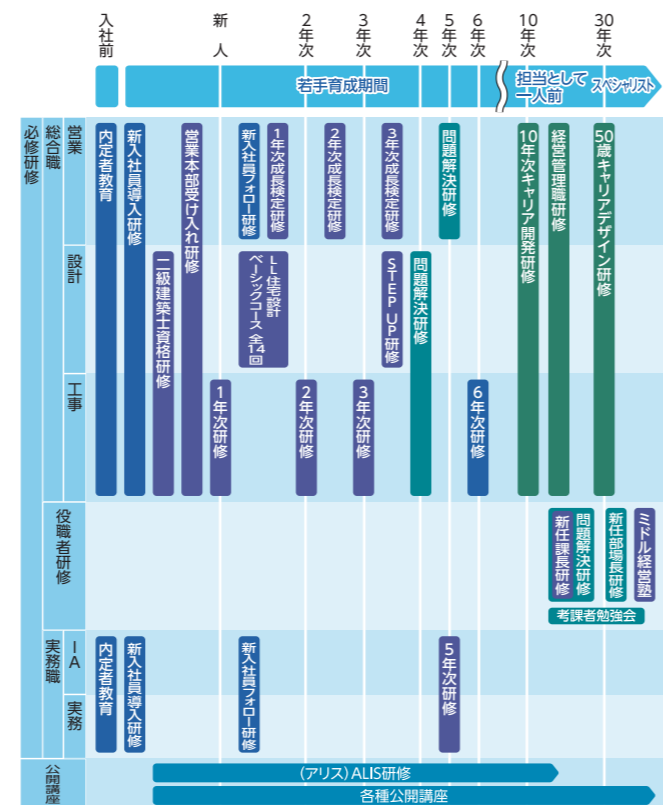 入社前
新人
2年次
3年次
4年次
5年次
6年次
10年次
30年次
若手育成期間
担当として
一人前
スペシャリスト
必修研修
総合職
営業
内定者教育
新入社員導入研修
営業本部受け入れ研修
新入社員フォロー研修
1年次成長検定研修
2年次成長検定研修
3年次成長検定研修
問題解決研修
10年次キャリア開発研修
経営管理職研修
50歳キャリアデザイン研修
設計
二級建築士資格研修
LL住宅設計
ベーシックコース 全14回
STEP UP研修
問題解決研修
工事
1年次研修
2年次研修
3年次研修
6年次研修
役職者研修
新任課長研修
問題解決研修
新任部場長研修
ミドル経営塾
考課者勉強会
実務職
IA
実務
内定者教育
新入社員導入研修
新入社員フォロー研修
5年次研修
公開講座
(アリス)ALIS研修
各種公開講座